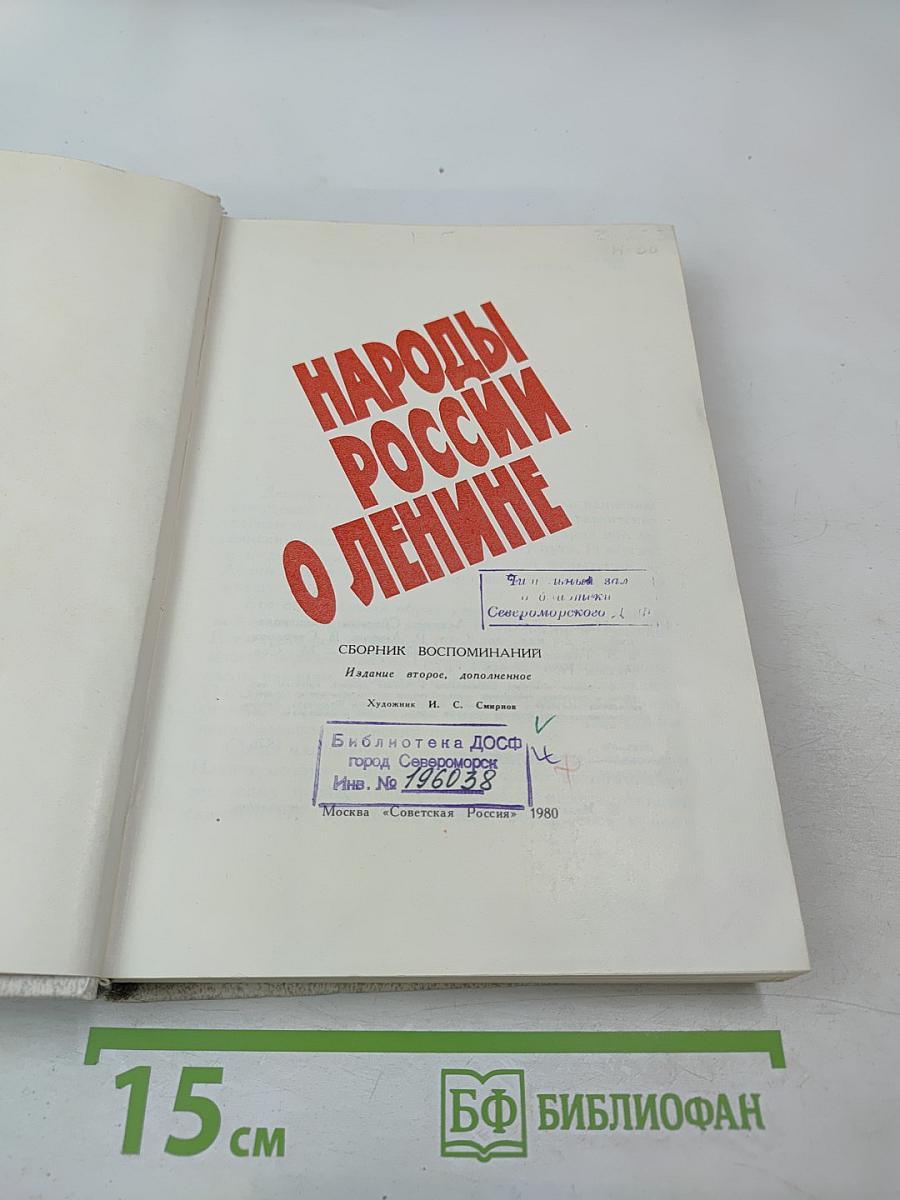 НАРОДЫ
РОССИИ
О ЛЕНИНЕ
зал
Североморского
СБОРНИК ВОСПОМИНАНИЙ
Издание второе, дополненное
Художник И. С. Смирнов
Библиотека ДОСФ
город Североморск
Инв. № 196038
Москва «Советская Россия» 1980
15 см
БФ БИБЛИОФАН